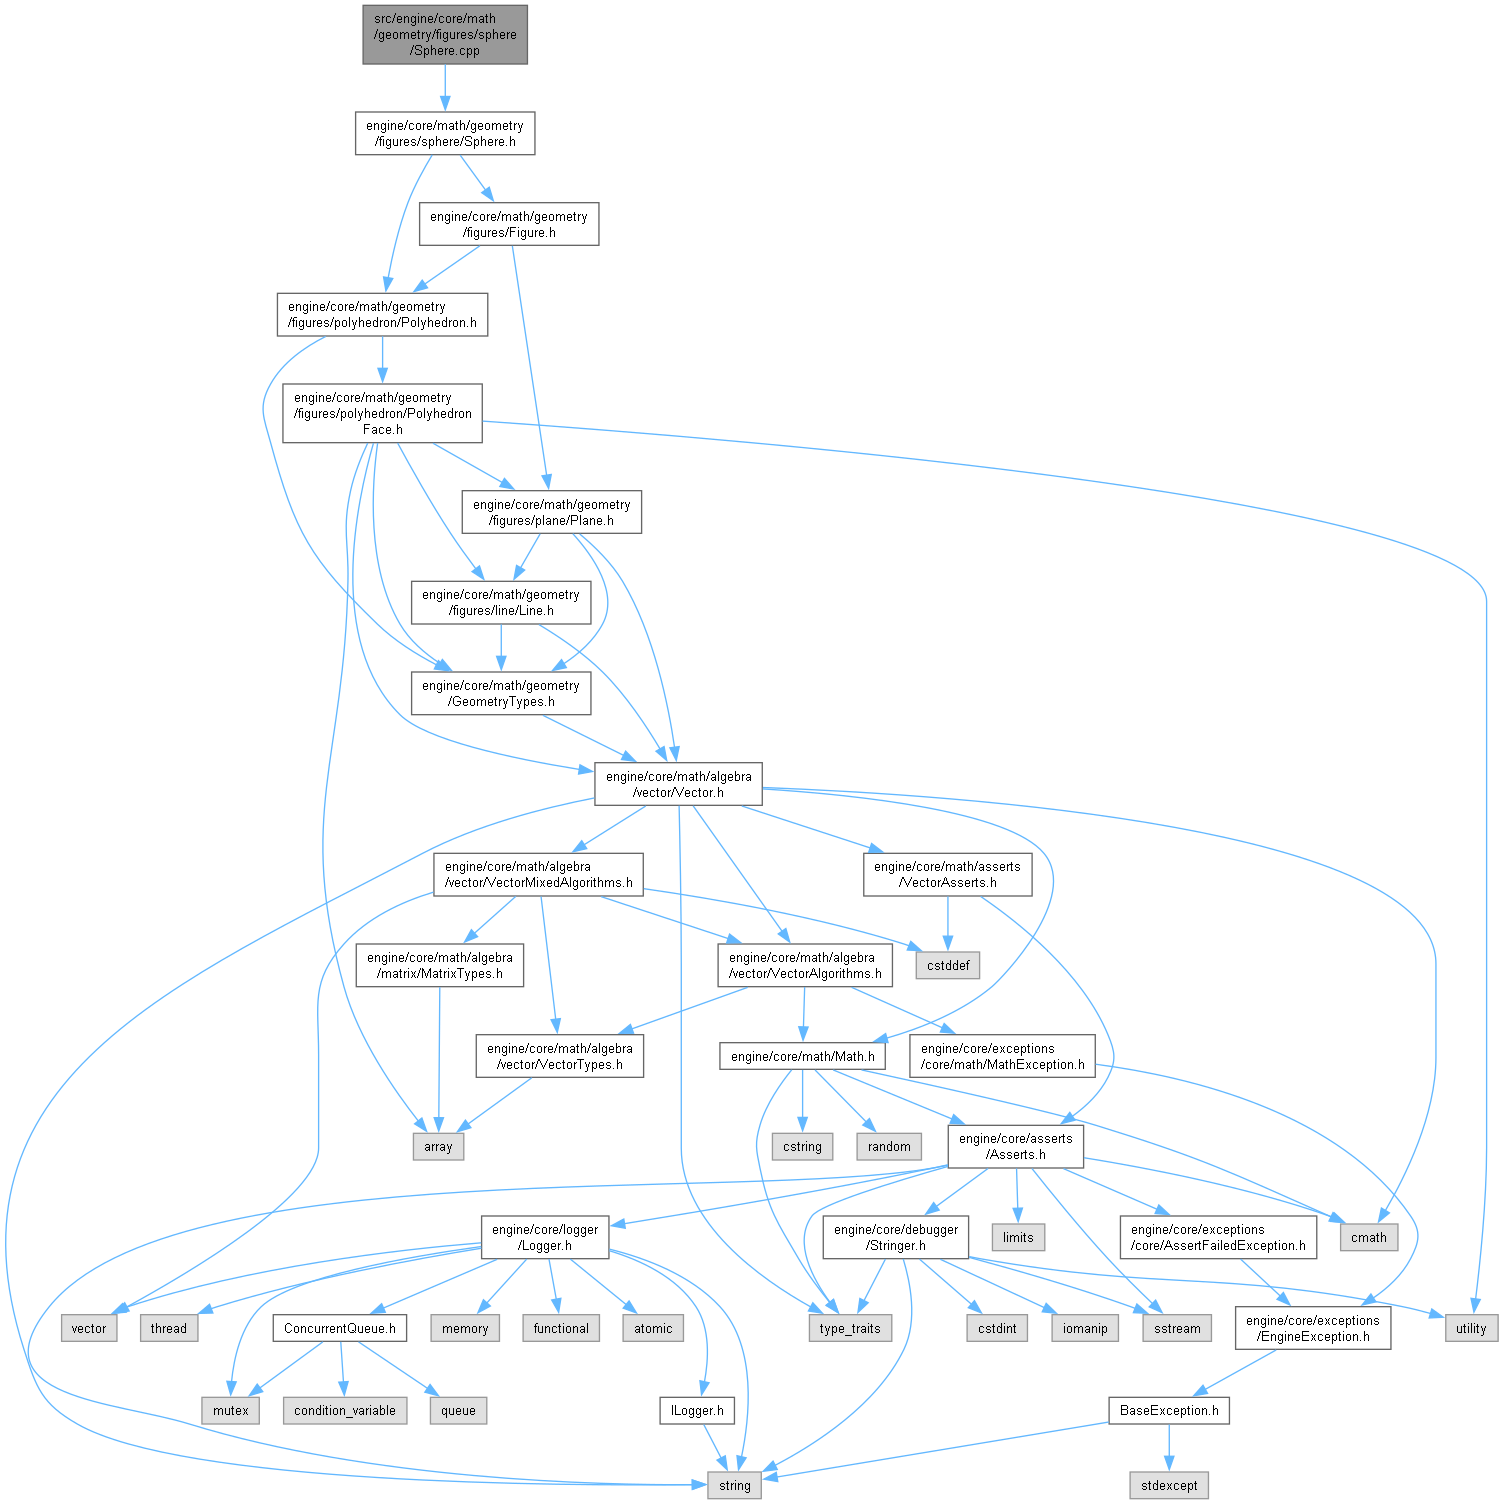 src/engine/core/math
/geometry/figures/sphere
/Sphere.cpp
engine/core/math/geometry
/figures/sphere/Sphere.h
engine/core/math/geometry
/figures/Figure.h
engine/core/math/geometry
/figures/polyhedron/Polyhedron.h
engine/core/math/geometry
/figures/polyhedron/Polyhedron
Face.h
engine/core/math/geometry
/figures/plane/Plane.h
engine/core/math/geometry
/figures/line/Line.h
engine/core/math/geometry
/GeometryTypes.h
engine/core/math/algebra
/vector/Vector.h
engine/core/math/algebra
/vector/VectorMixedAlgorithms.h
engine/core/math/asserts
/VectorAsserts.h
engine/core/math/algebra
/matrix/MatrixTypes.h
engine/core/math/algebra
/vector/VectorAlgorithms.h
cstddef
engine/core/math/algebra
/vector/VectorTypes.h
engine/core/math/Math.h
engine/core/exceptions
/core/math/MathException.h
array
cstring
random
engine/core/asserts
/Asserts.h
engine/core/logger
/Logger.h
engine/core/debugger
/Stringer.h
limits
engine/core/exceptions
/core/AssertFailedException.h
cmath
vector
thread
ConcurrentQueue.h
memory
functional
atomic
type_traits
cstdint
iomanip
sstream
engine/core/exceptions
/EngineException.h
utility
mutex
condition_variable
queue
ILogger.h
BaseException.h
string
stdexcept